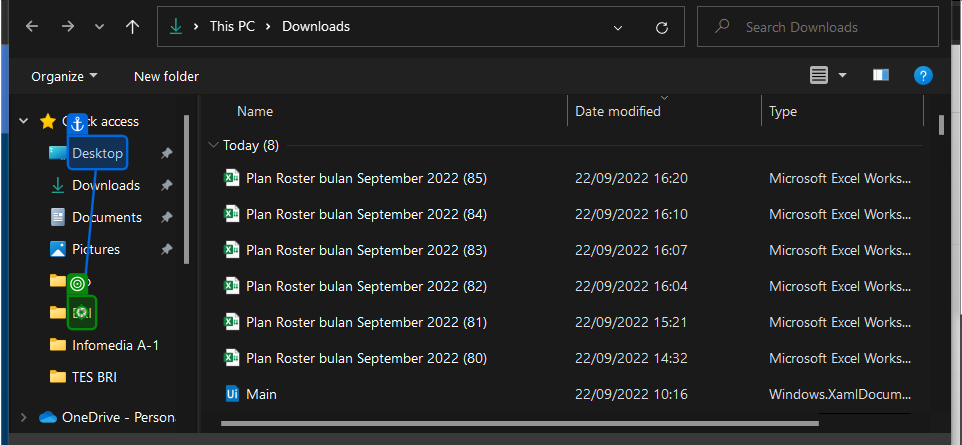 This PC > Downloads
Search Downloads
Organize
New folder
?
Name
Date modified
Type
Quick access
Desktop
Downloads
Documents
Pictures
Infomedia A-1
TES BRI
OneDrive - Persona
Today (8)
Plan Roster bulan September 2022 (85) 22/09/2022 16:20 Microsoft Excel Works...
Plan Roster bulan September 2022 (84) 22/09/2022 16:10 Microsoft Excel Works...
Plan Roster bulan September 2022 (83) 22/09/2022 16:07 Microsoft Excel Works...
Plan Roster bulan September 2022 (82) 22/09/2022 16:04 Microsoft Excel Works...
Plan Roster bulan September 2022 (81) 22/09/2022 15:21 Microsoft Excel Works...
Plan Roster bulan September 2022 (80) 22/09/2022 14:32 Microsoft Excel Works...
Ui Main 22/09/2022 10:16 Windows.XamlDocum...